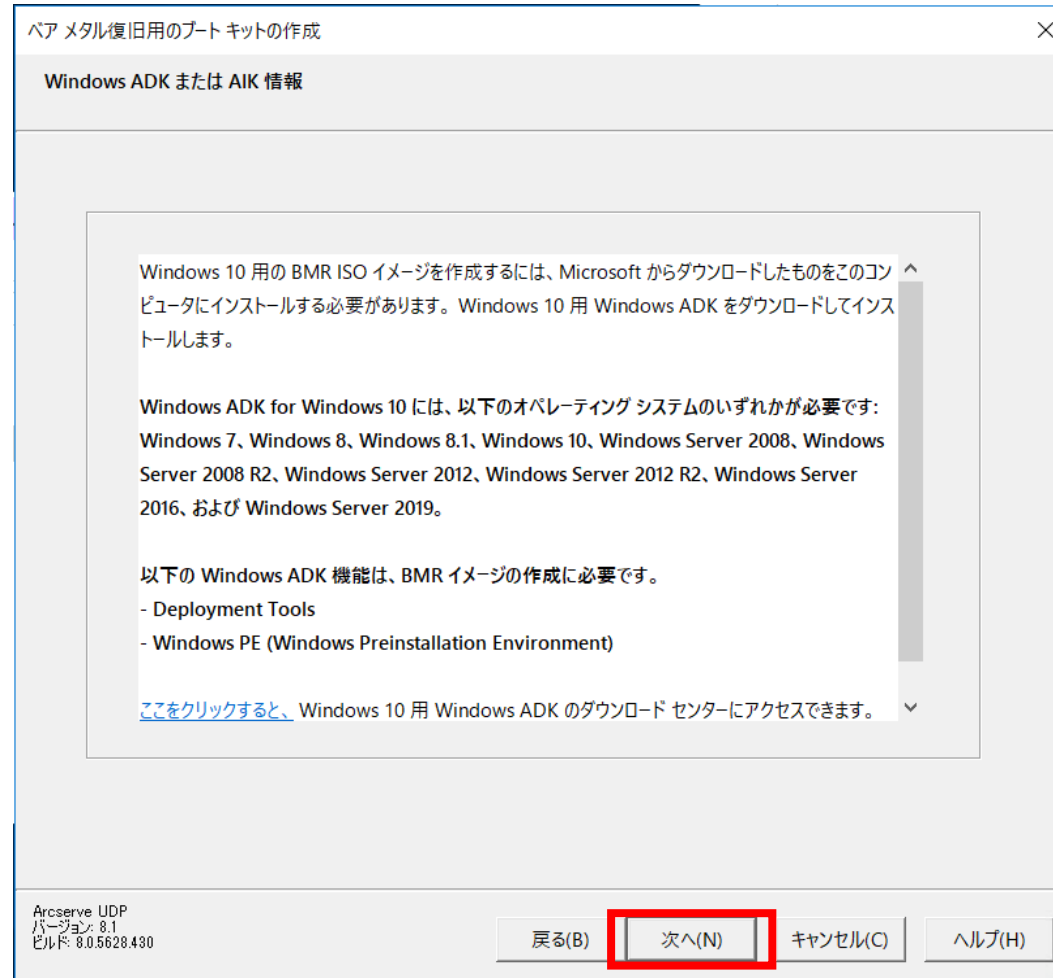 ベア メタル復旧用のブート キットの作成
Windows ADK または AIK 情報
Windows 10 用の BMR ISO イメージを作成するには、Microsoft からダウンロードしたものをこのコン
ピュータにインストールする必要があります。Windows 10 用 Windows ADK をダウンロードしてインス
トールします。
Windows ADK for Windows 10 には、以下のオペレーティング システムのいずれかが必要です:
Windows 7、Windows 8、Windows 8.1、Windows 10、Windows Server 2008、Windows
Server 2008 R2、Windows Server 2012、Windows Server 2012 R2、Windows Server
2016、および Windows Server 2019。
以下の Windows ADK 機能は、BMR イメージの作成に必要です。
- Deployment Tools
- Windows PE (Windows Preinstallation Environment)
ここをクリックすると、 Windows 10 用 Windows ADK のダウンロード センターにアクセスできます。
Arcserve UDP
バージョン: 8.1
ビルド: 8.0.5628.430
戻る(B) 次へ(N) キャンセル(C) ヘルプ(H)